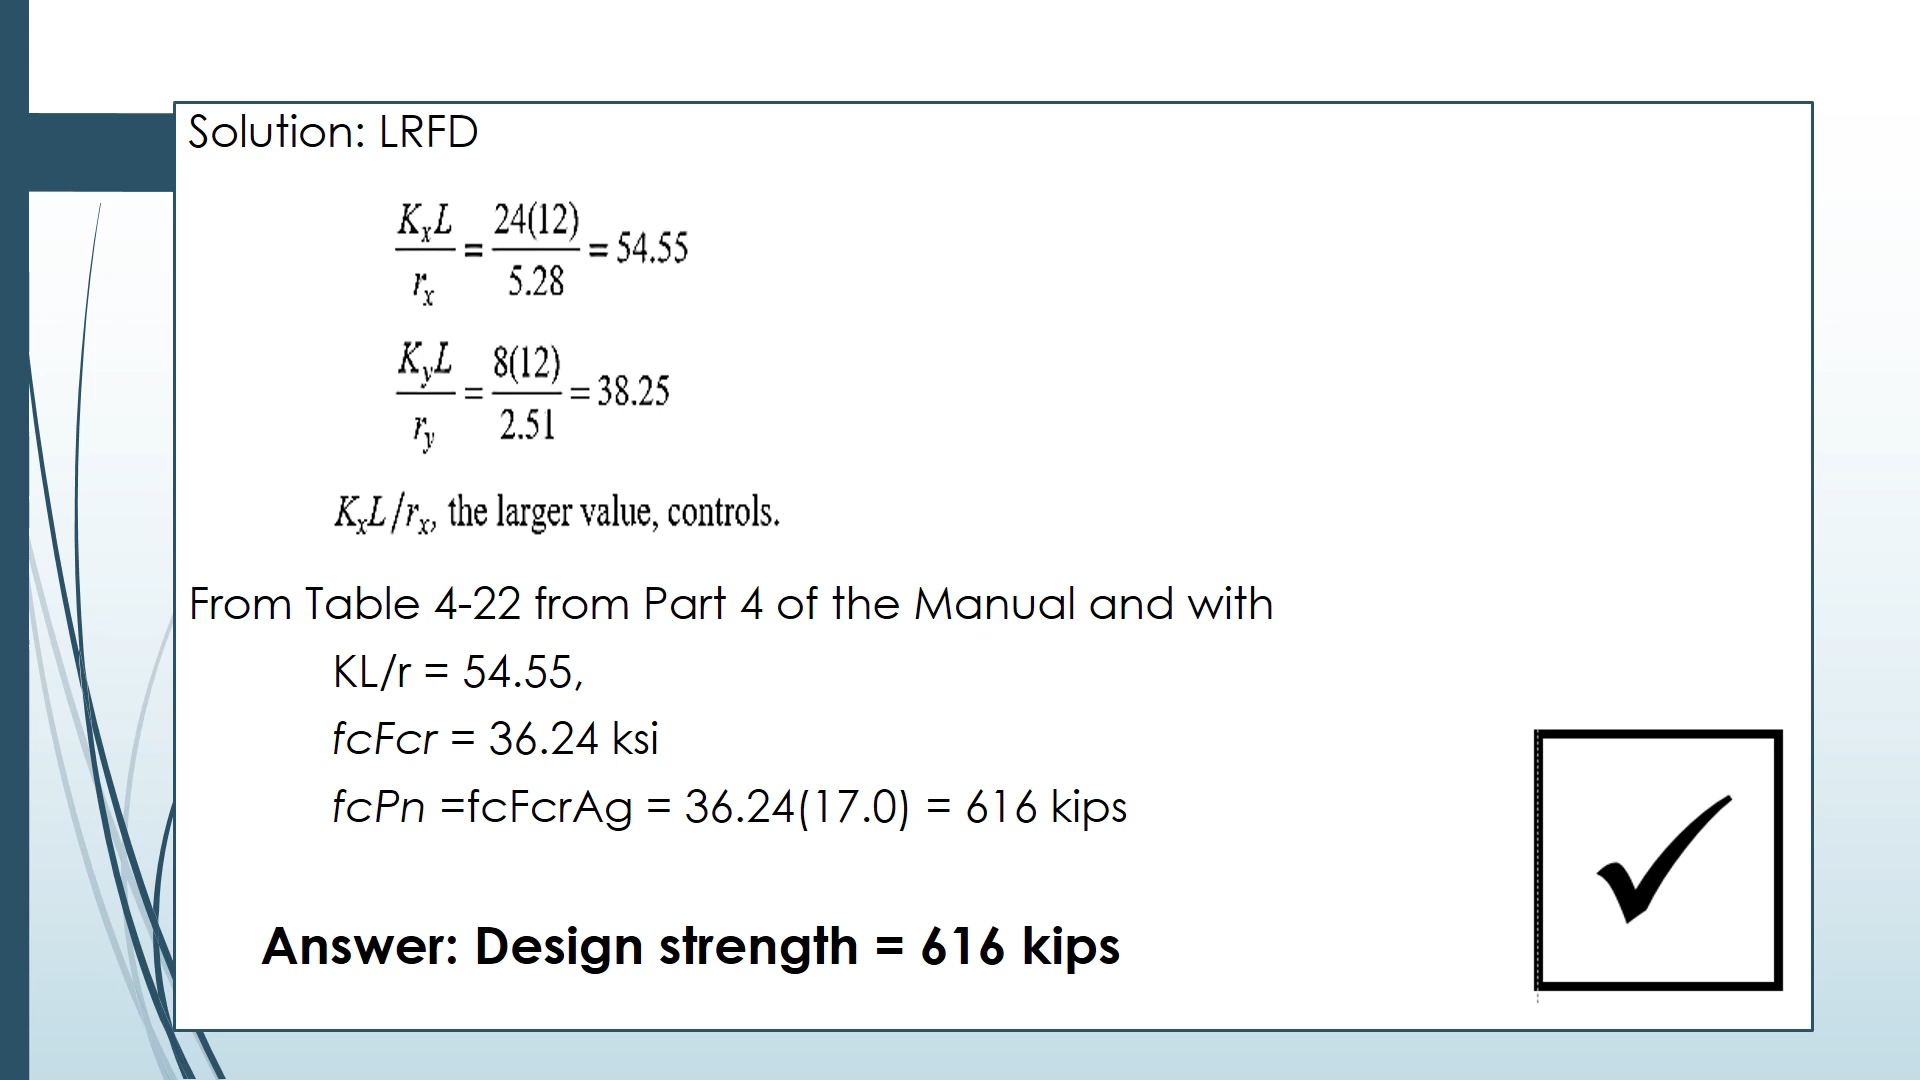 Solution: LRFD
KₓL/rₓ = 24(12)/5.28 = 54.55
K_yL/r_y = 8(12)/2.51 = 38.25
KₓL/rₓ, the larger value, controls.
From Table 4-22 from Part 4 of the Manual and with
KL/r = 54.55,
fcFcr = 36.24 ksi
fcPn =fcFcrAg = 36.24(17.0) = 616 kips
Answer: Design strength = 616 kips